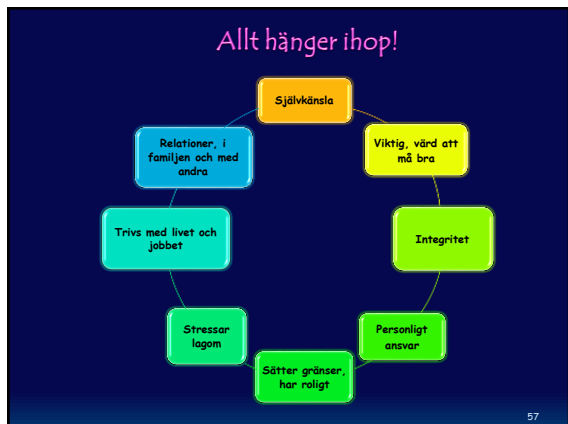 Allt hänger ihop!
Självkänsla
Viktig, värd att
må bra
Integritet
Personligt
ansvar
Sätter gränser,
har roligt
Stressar
lagom
Trivs med livet och
jobbet
Relationer, i
familjen och med
andra
57